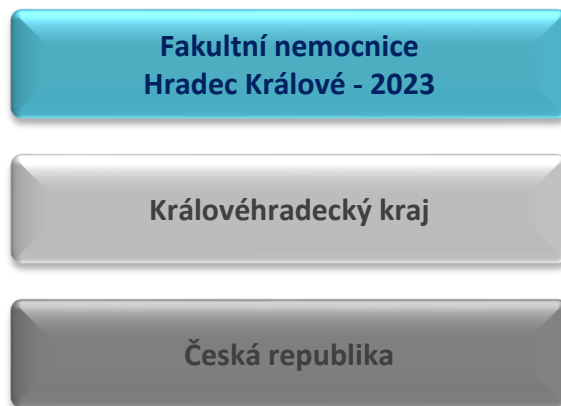 Fakultní nemocnice
Hradec Králové - 2023
Královéhradecký kraj
Česká republika